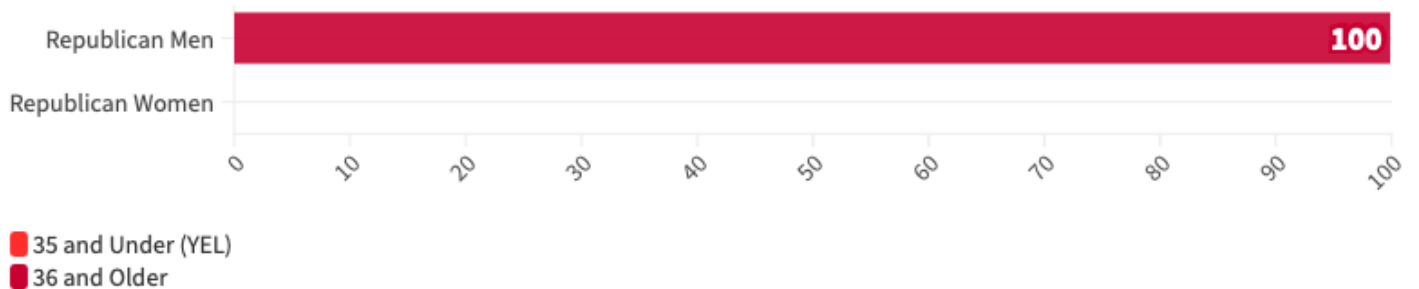 Republican Men
100
Republican Women
0 10 20 30 40 50 60 70 80 90 100
35 and Under (YEL)
36 and Older